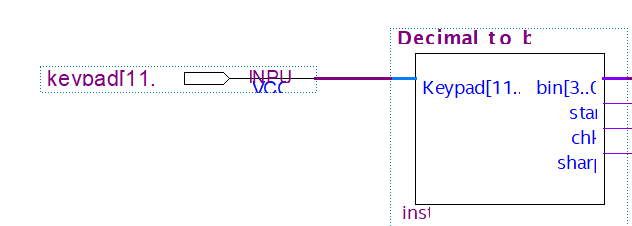 Decimal to b
keypad[11.
INPU
VCC
Keypad[11..
bin[3..0
star
chk
sharp
inst